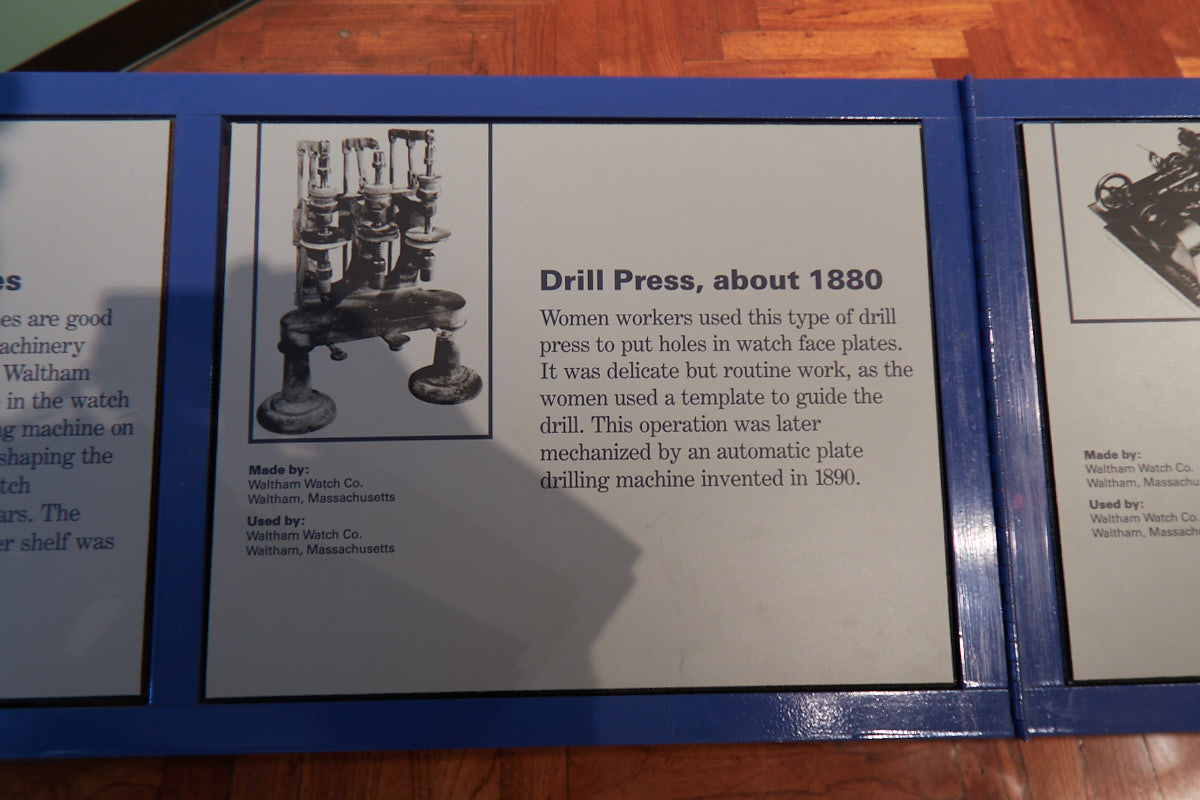 es
es are good
achinery
Waltham
in the watch
g machine on
shaping the
tch
ars. The
er shelf was
Drill Press, about 1880
Women workers used this type of drill
press to put holes in watch face plates.
It was delicate but routine work, as the
women used a template to guide the
drill. This operation was later
mechanized by an automatic plate
drilling machine invented in 1890.
Made by:
Waltham Watch Co.
Waltham, Massachusetts
Used by:
Waltham Watch Co.
Waltham, Massachusetts
Made by:
Waltham Watch Co.
Waltham, Massachu
Used by:
Waltham Watch Co.
Waltham, Massach